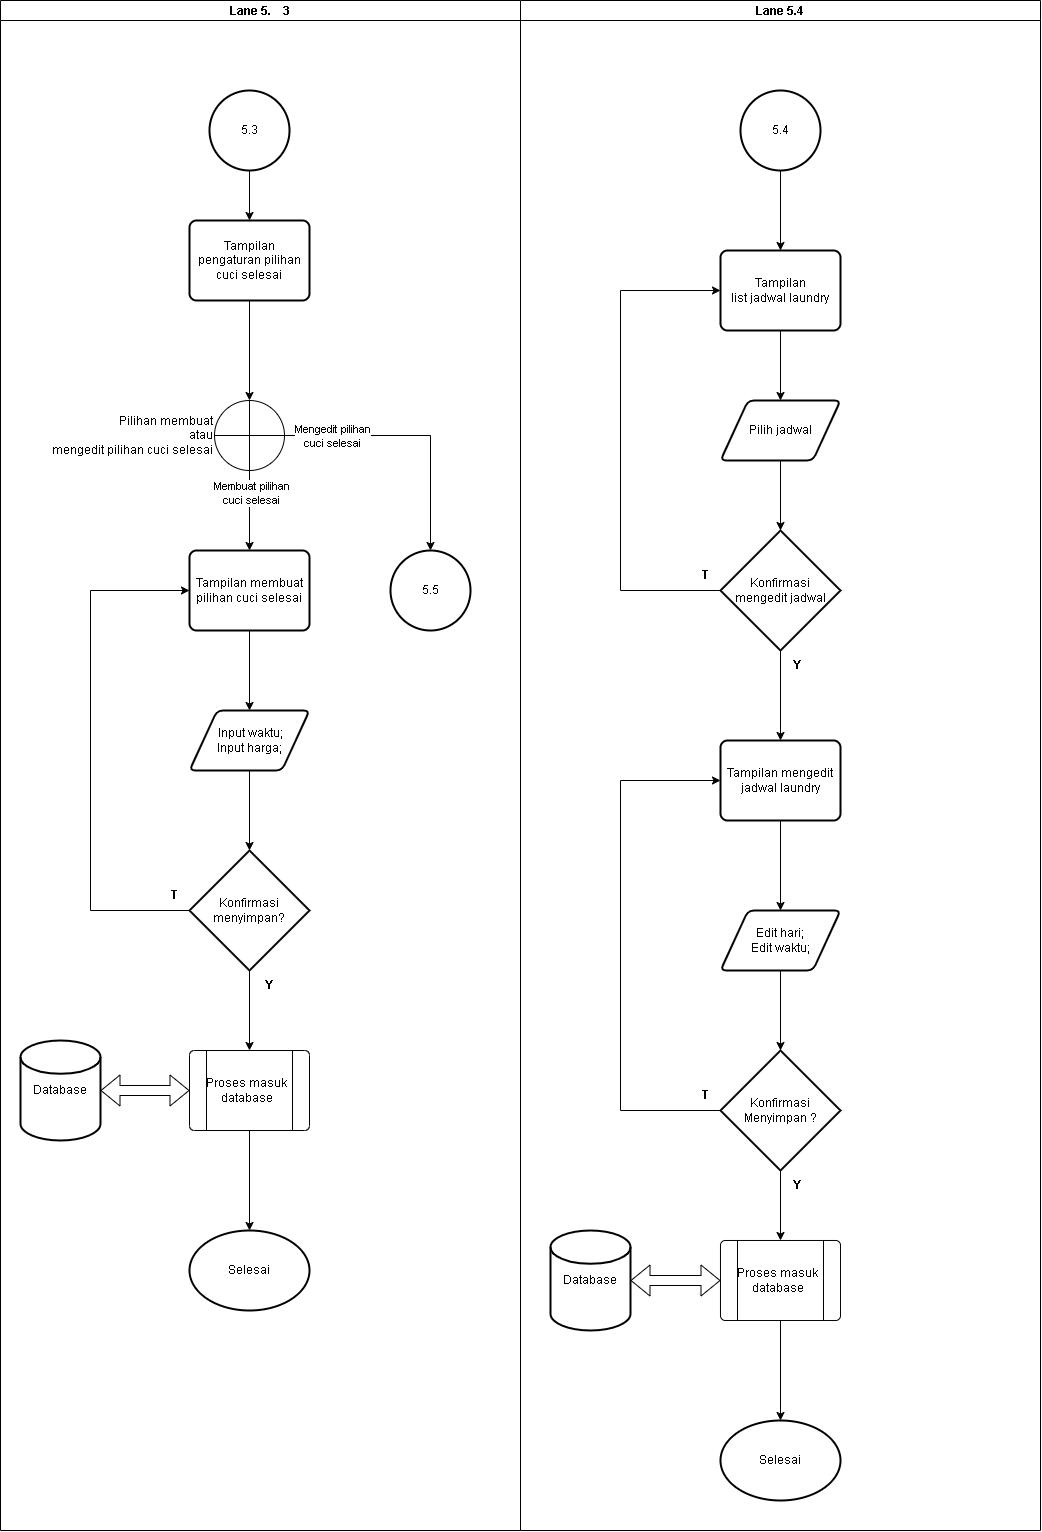 Lane 5. 3
5.3
Tampilan
pengaturan pilihan
cuci selesai
Pilihan membuat
atau
mengedit pilihan cuci selesai
Mengedit pilihan
cuci selesai
Membuat pilihan
cuci selesai
Tampilan membuat
pilihan cuci selesai
5.5
Input waktu;
Input harga;
T
Konfirmasi
menyimpan?
Y
Database
Proses masuk
database
Selesai
Lane 5.4
5.4
Tampilan
list jadwal laundry
Pilih jadwal
T
Konfirmasi
mengedit jadwal
Y
Tampilan mengedit
jadwal laundry
Edit hari;
Edit waktu;
T
Konfirmasi
Menyimpan ?
Y
Database
Proses masuk
database
Selesai